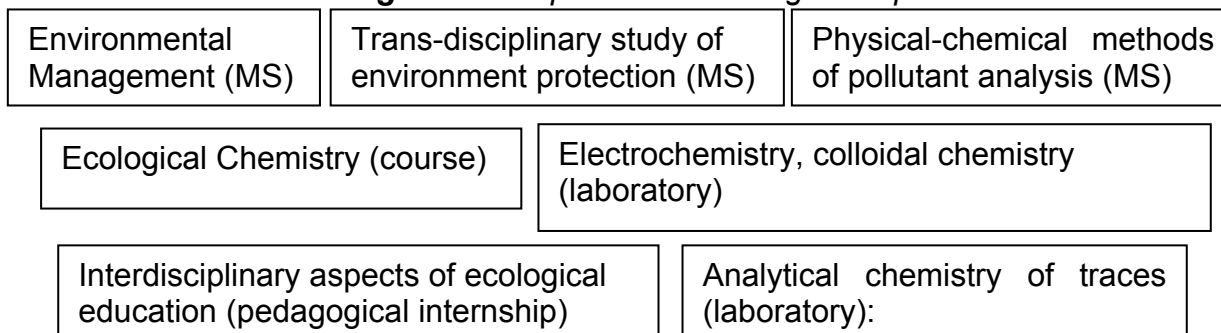 Environmental
Management (MS)
Trans-disciplinary study of
environment protection (MS)
Physical-chemical methods
of pollutant analysis (MS)
Ecological Chemistry (course)
Electrochemistry, colloidal chemistry
(laboratory)
Interdisciplinary aspects of ecological
education (pedagogical internship)
Analytical chemistry of traces
(laboratory):